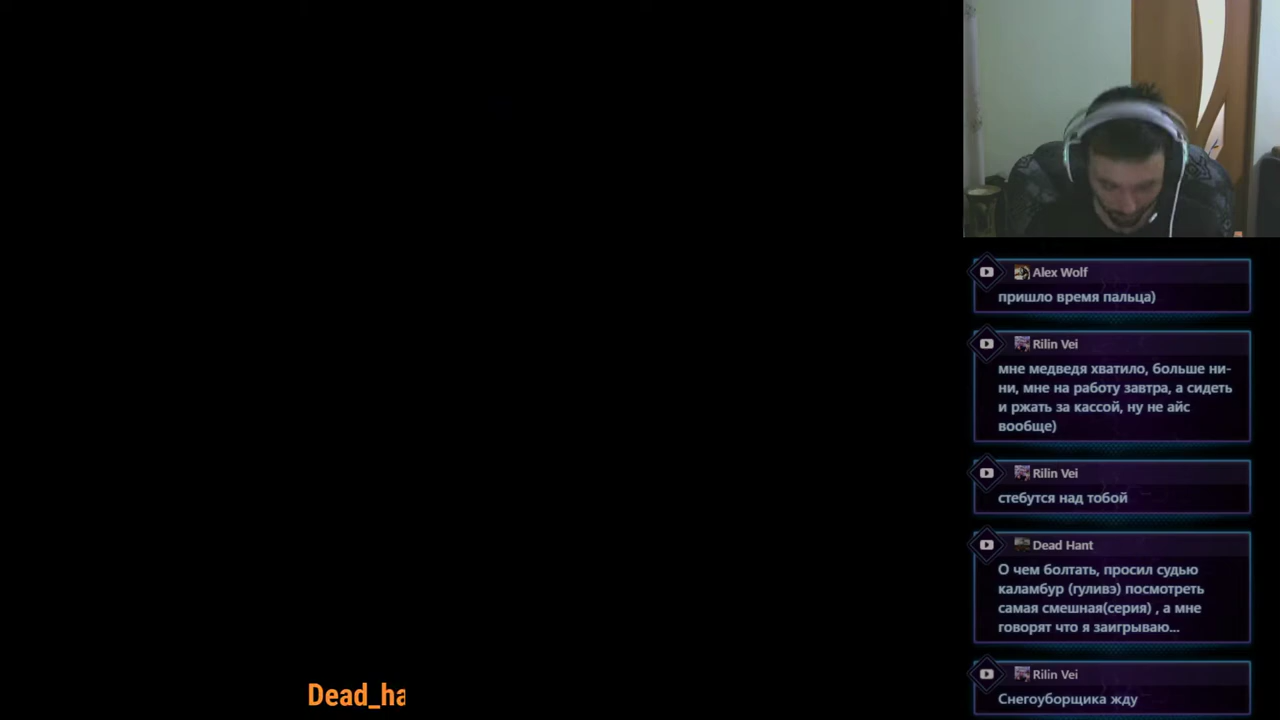 Alex Wolf
пришло время пальца)
Rilin Vei
мне медведя хватило, больше ни-
ни, мне на работу завтра, а сидеть
и ржать за кассой, ну не айс
вообще)
Rilin Vei
стебутся над тобой
Dead Hant
О чем болтать, просил судью
каламбур (гуливэ) посмотреть
самая смешная(серия) , а мне
говорят что я заигрываю...
Rilin Vei
Снегоуборщика жду
Dead_ha